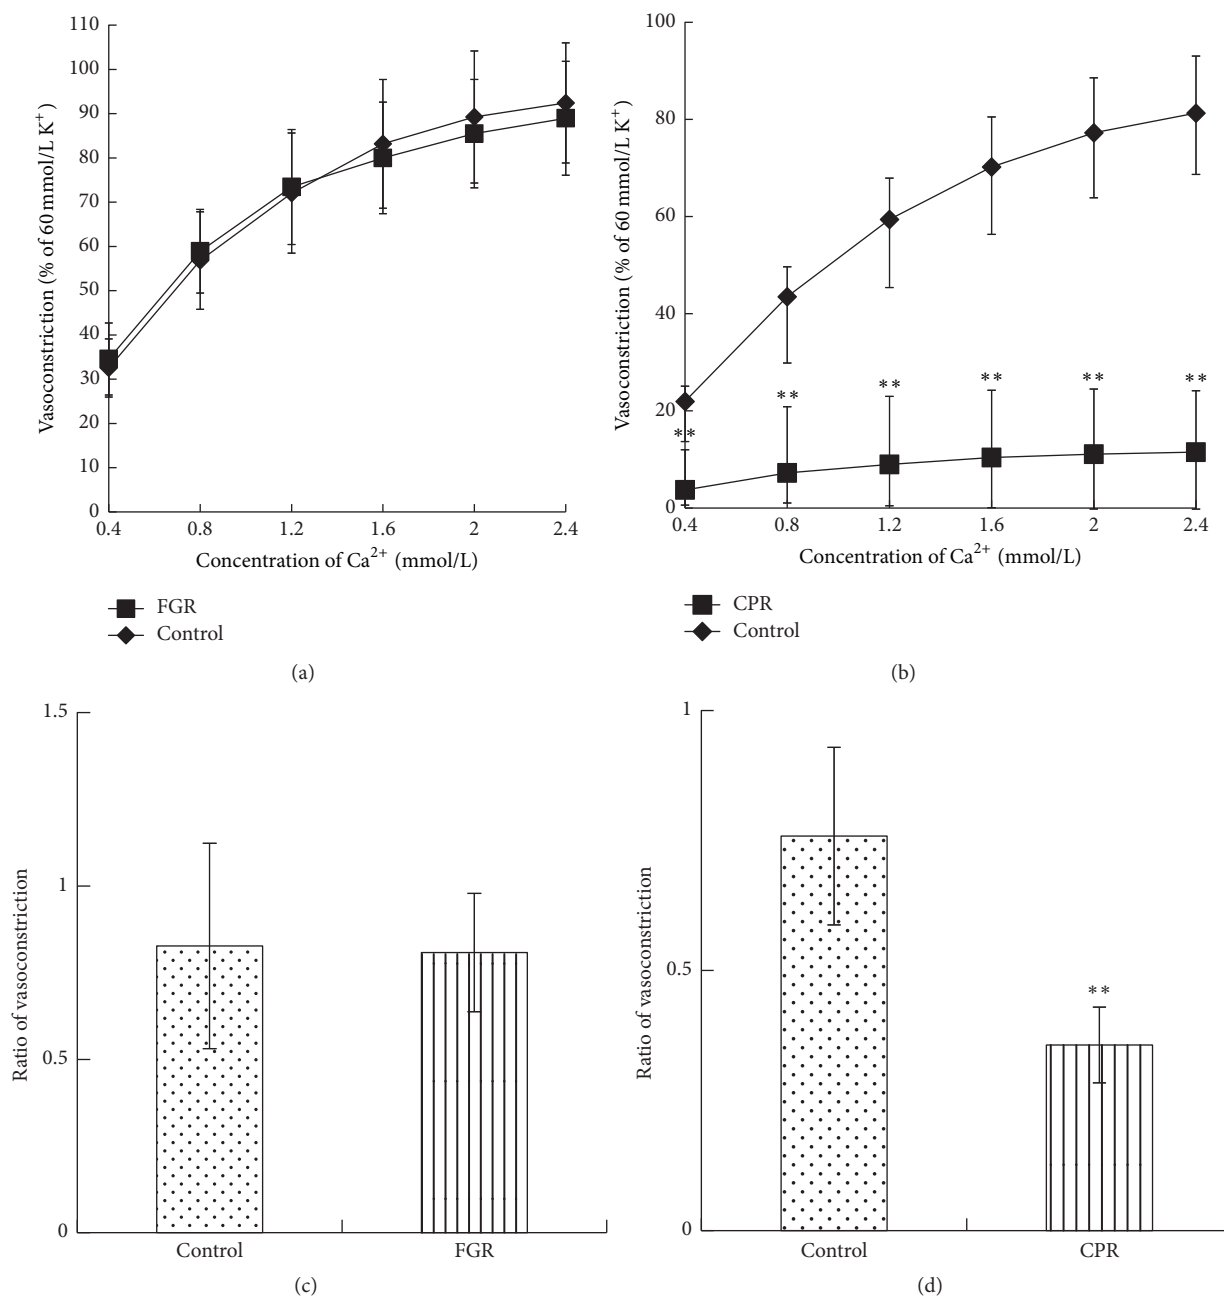 110
100
90
80
70
60
50
40
30
20
10
0
Vasoconstriction (% of 60 mmol/L K⁺)
0.4 0.8 1.2 1.6 2 2.4
Concentration of Ca²⁺ (mmol/L)
FGR
Control
(a)
100
80
60
40
20
0
Vasoconstriction (% of 60 mmol/L K⁺)
** ** ** ** ** **
0.4 0.8 1.2 1.6 2 2.4
Concentration of Ca²⁺ (mmol/L)
CPR
Control
(b)
1.5
1
0.5
0
Ratio of vasoconstriction
Control FGR
(c)
1
0.5
0
Ratio of vasoconstriction
**
Control CPR
(d)